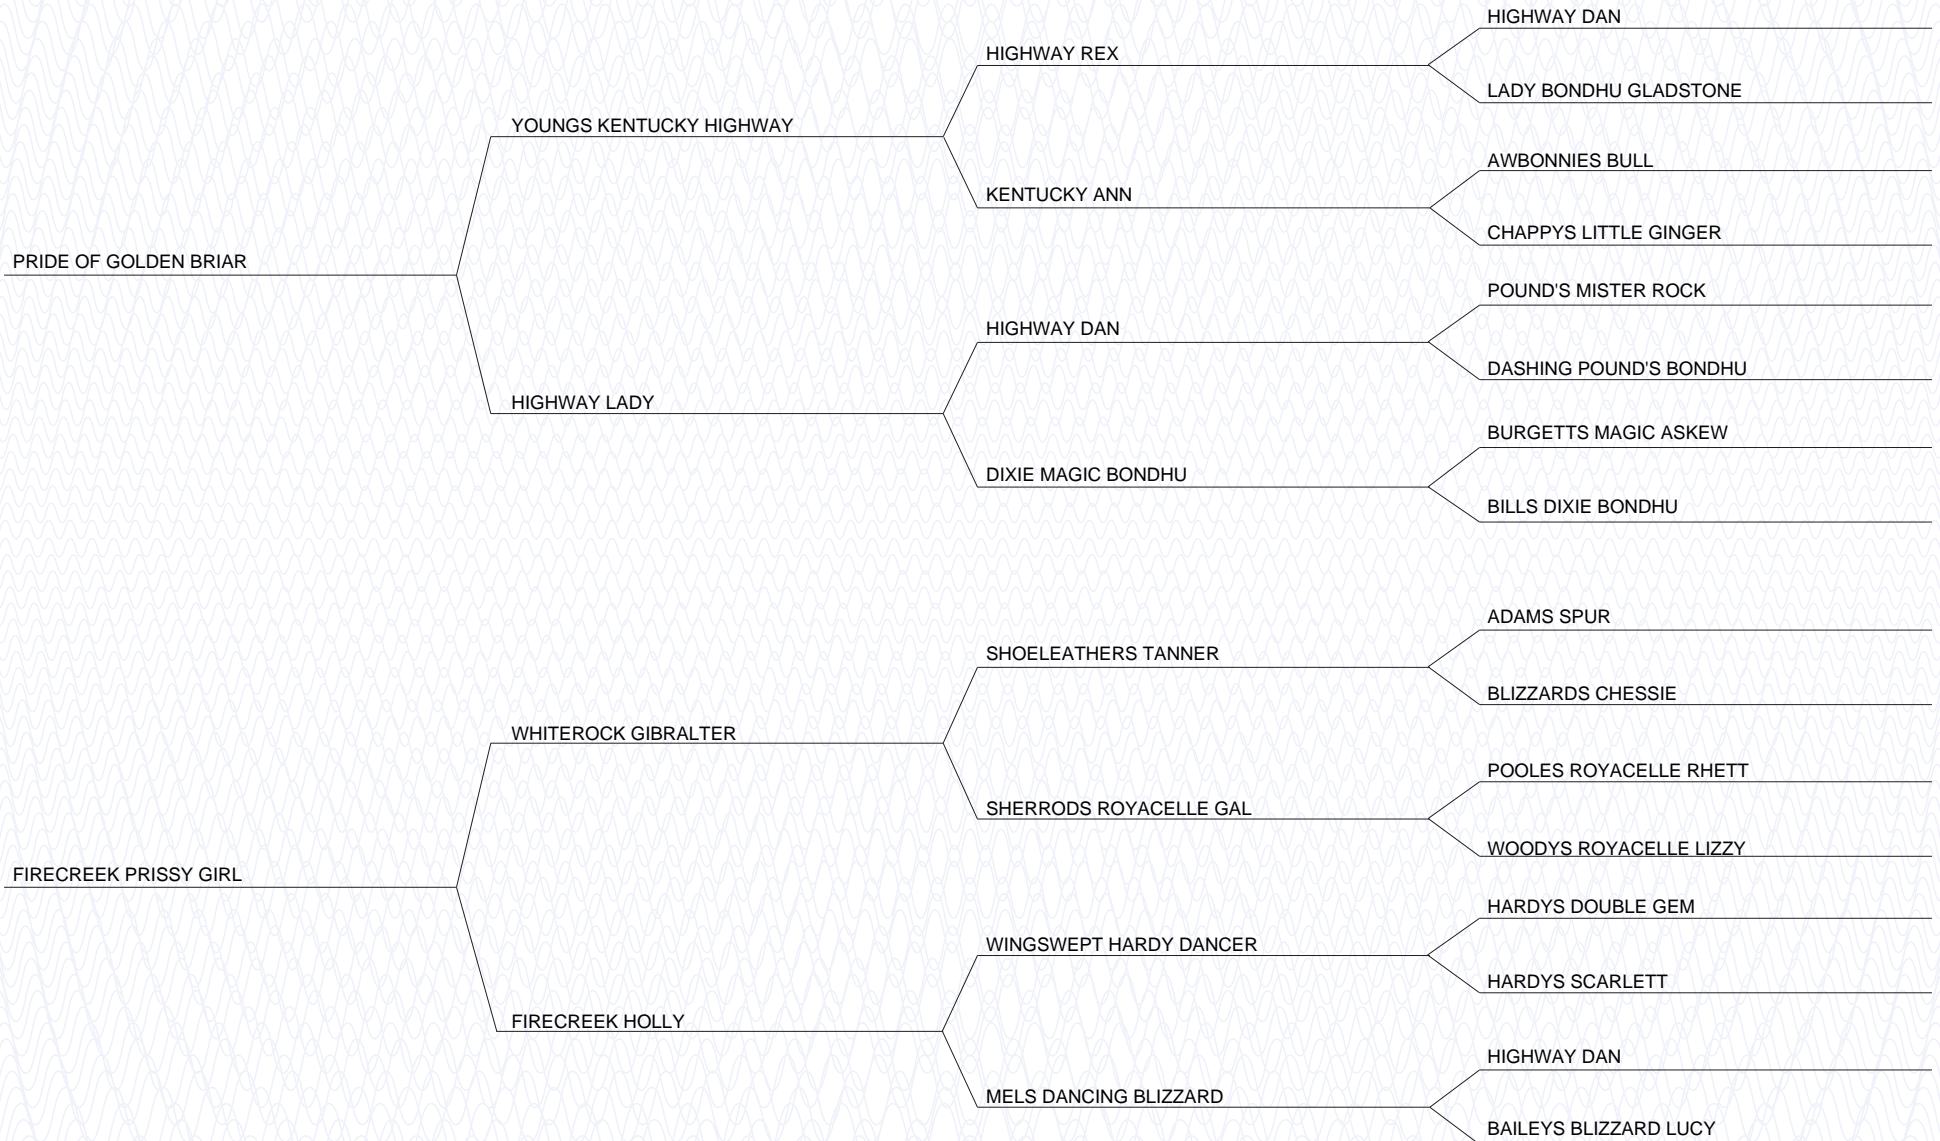 HIGHWAY DAN
HIGHWAY REX
LADY BONDHU GLADSTONE
YOUNGS KENTUCKY HIGHWAY
AWBONNIES BULL
KENTUCKY ANN
CHAPPYS LITTLE GINGER
PRIDE OF GOLDEN BRIAR
POUND'S MISTER ROCK
HIGHWAY DAN
DASHING POUND'S BONDHU
HIGHWAY LADY
BURGETTS MAGIC ASKEW
DIXIE MAGIC BONDHU
BILLS DIXIE BONDHU
ADAMS SPUR
SHOELEATHERS TANNER
BLIZZARDS CHESSIE
WHITEROCK GIBRALTER
POOLES ROYACELLE RHETT
SHERRODS ROYACELLE GAL
WOODYS ROYACELLE LIZZY
FIRECREEK PRISSY GIRL
HARDYS DOUBLE GEM
WINGSWEPT HARDY DANCER
HARDYS SCARLETT
FIRECREEK HOLLY
HIGHWAY DAN
MELS DANCING BLIZZARD
BAILEYS BLIZZARD LUCY